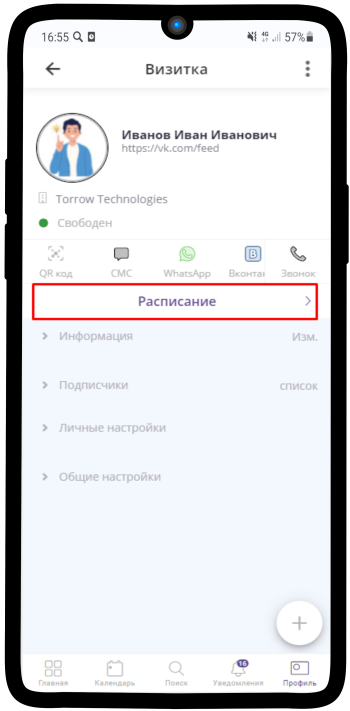 16:55 4G 57%
Визитка
Иванов Иван Иванович
https://vk.com/feed
Torrow Technologies
Свободен
QR код СМС WhatsApp Вконтак Звонок
Расписание
Информация Изм.
Подписчики список
Личные настройки
Общие настройки
16
Главная Календарь Поиск Уведомления Профиль